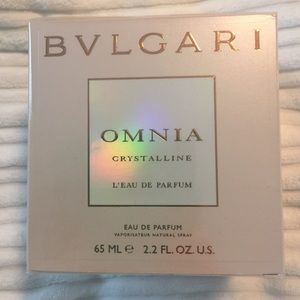 BVLGARI
OMNIA
CRYSTALLINE
L'EAU DE PARFUM
EAU DE PARFUM
VAPORISATEUR NATURAL SPRAY
65 ML ℮ 2.2 FL. OZ. U.S.